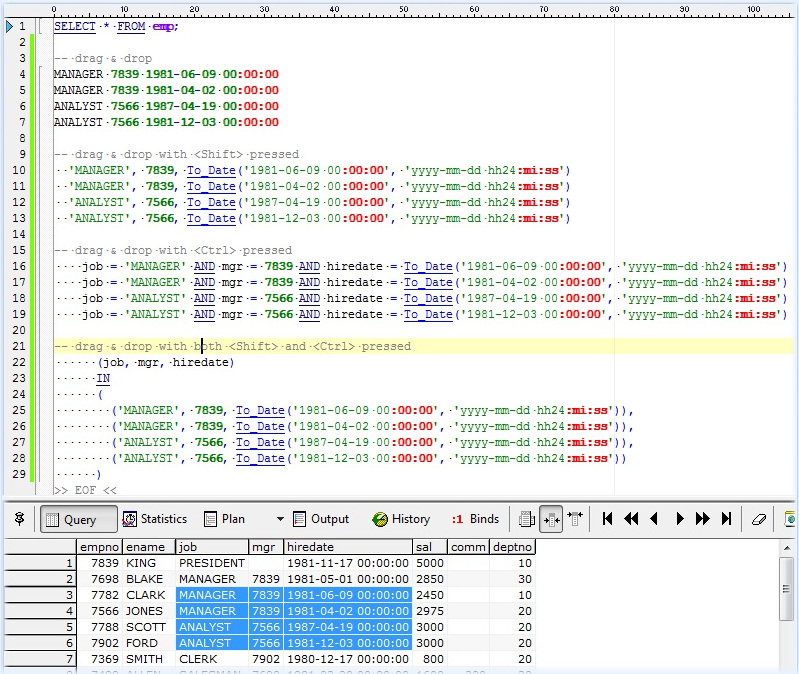 0 10 20 30 40 50 60 70 80 90 100
1 SELECT * FROM emp;
2
3 -- drag & drop
4 MANAGER 7839 1981-06-09 00:00:00
5 MANAGER 7839 1981-04-02 00:00:00
6 ANALYST 7566 1987-04-19 00:00:00
7 ANALYST 7566 1981-12-03 00:00:00
8
9 -- drag & drop with <Shift> pressed
10 'MANAGER', 7839, To_Date('1981-06-09 00:00:00', 'yyyy-mm-dd hh24:mi:ss')
11 'MANAGER', 7839, To_Date('1981-04-02 00:00:00', 'yyyy-mm-dd hh24:mi:ss')
12 'ANALYST', 7566, To_Date('1987-04-19 00:00:00', 'yyyy-mm-dd hh24:mi:ss')
13 'ANALYST', 7566, To_Date('1981-12-03 00:00:00', 'yyyy-mm-dd hh24:mi:ss')
14
15 -- drag & drop with <Ctrl> pressed
16 job = 'MANAGER' AND mgr = 7839 AND hiredate = To_Date('1981-06-09 00:00:00', 'yyyy-mm-dd hh24:mi:ss')
17 job = 'MANAGER' AND mgr = 7839 AND hiredate = To_Date('1981-04-02 00:00:00', 'yyyy-mm-dd hh24:mi:ss')
18 job = 'ANALYST' AND mgr = 7566 AND hiredate = To_Date('1987-04-19 00:00:00', 'yyyy-mm-dd hh24:mi:ss')
19 job = 'ANALYST' AND mgr = 7566 AND hiredate = To_Date('1981-12-03 00:00:00', 'yyyy-mm-dd hh24:mi:ss')
20
21 -- drag & drop with both <Shift> and <Ctrl> pressed
22 (job, mgr, hiredate)
23 IN
24 (
25 ('MANAGER', 7839, To_Date('1981-06-09 00:00:00', 'yyyy-mm-dd hh24:mi:ss')),
26 ('MANAGER', 7839, To_Date('1981-04-02 00:00:00', 'yyyy-mm-dd hh24:mi:ss')),
27 ('ANALYST', 7566, To_Date('1987-04-19 00:00:00', 'yyyy-mm-dd hh24:mi:ss')),
28 ('ANALYST', 7566, To_Date('1981-12-03 00:00:00', 'yyyy-mm-dd hh24:mi:ss'))
29 )
>> EOF <<
Query Statistics Plan Output History :1 Binds
empno ename job mgr hiredate sal comm deptno
1 7839 KING PRESIDENT 1981-11-17 00:00:00 5000 10
2 7698 BLAKE MANAGER 7839 1981-05-01 00:00:00 2850 30
3 7782 CLARK MANAGER 7839 1981-06-09 00:00:00 2450 10
4 7566 JONES MANAGER 7839 1981-04-02 00:00:00 2975 20
5 7788 SCOTT ANALYST 7566 1987-04-19 00:00:00 3000 20
6 7902 FORD ANALYST 7566 1981-12-03 00:00:00 3000 20
7 7369 SMITH CLERK 7902 1980-12-17 00:00:00 800 20